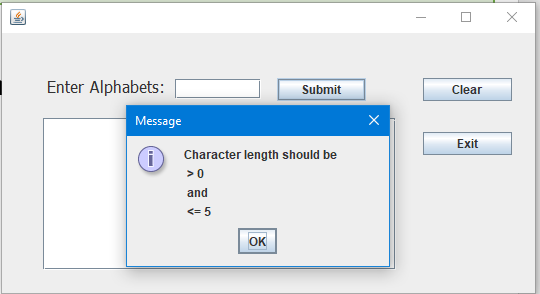 Enter Alphabets:
Submit
Clear
Message
Exit
Character length should be
> 0
and
<= 5
OK